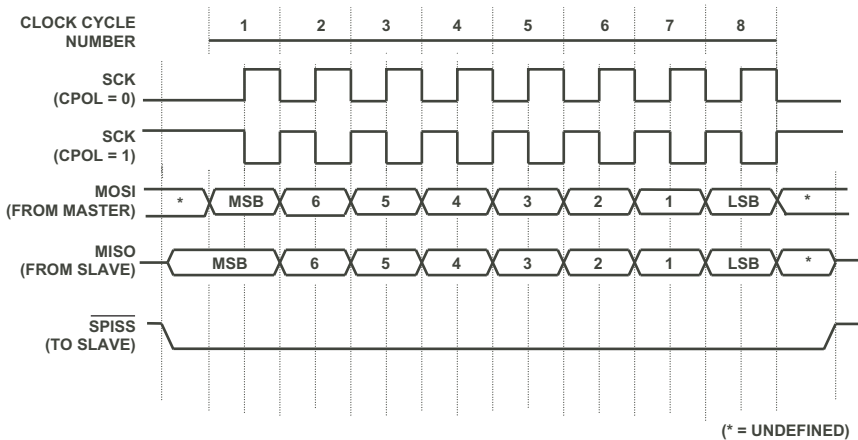 CLOCK CYCLE
NUMBER
1 2 3 4 5 6 7 8
SCK
(CPOL = 0)
SCK
(CPOL = 1)
MOSI
(FROM MASTER)
* MSB 6 5 4 3 2 1 LSB *
MISO
(FROM SLAVE)
MSB 6 5 4 3 2 1 LSB *
SPISS
(TO SLAVE)
(* = UNDEFINED)